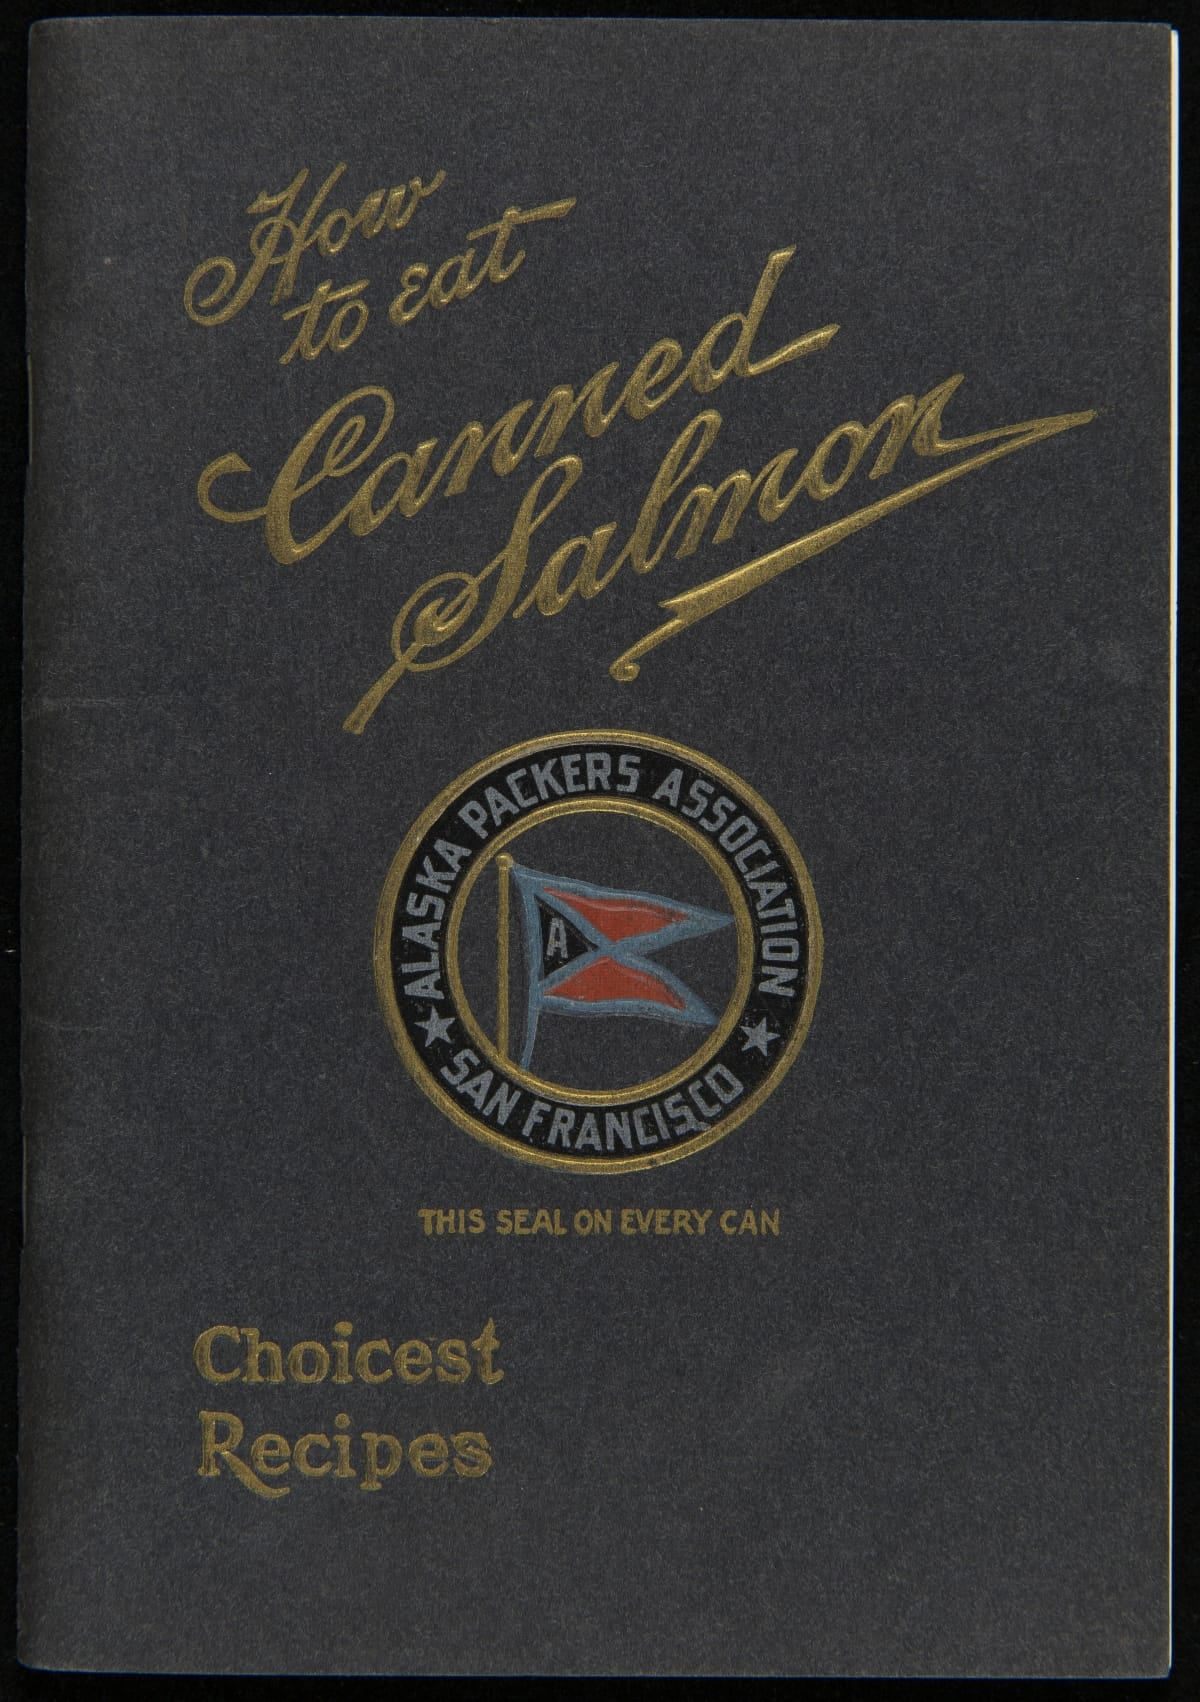 How
to eat
Canned
Salmon
ALASKA PACKERS ASSOCIATION
A
★ SAN FRANCISCO ★
THIS SEAL ON EVERY CAN
Choicest
Recipes